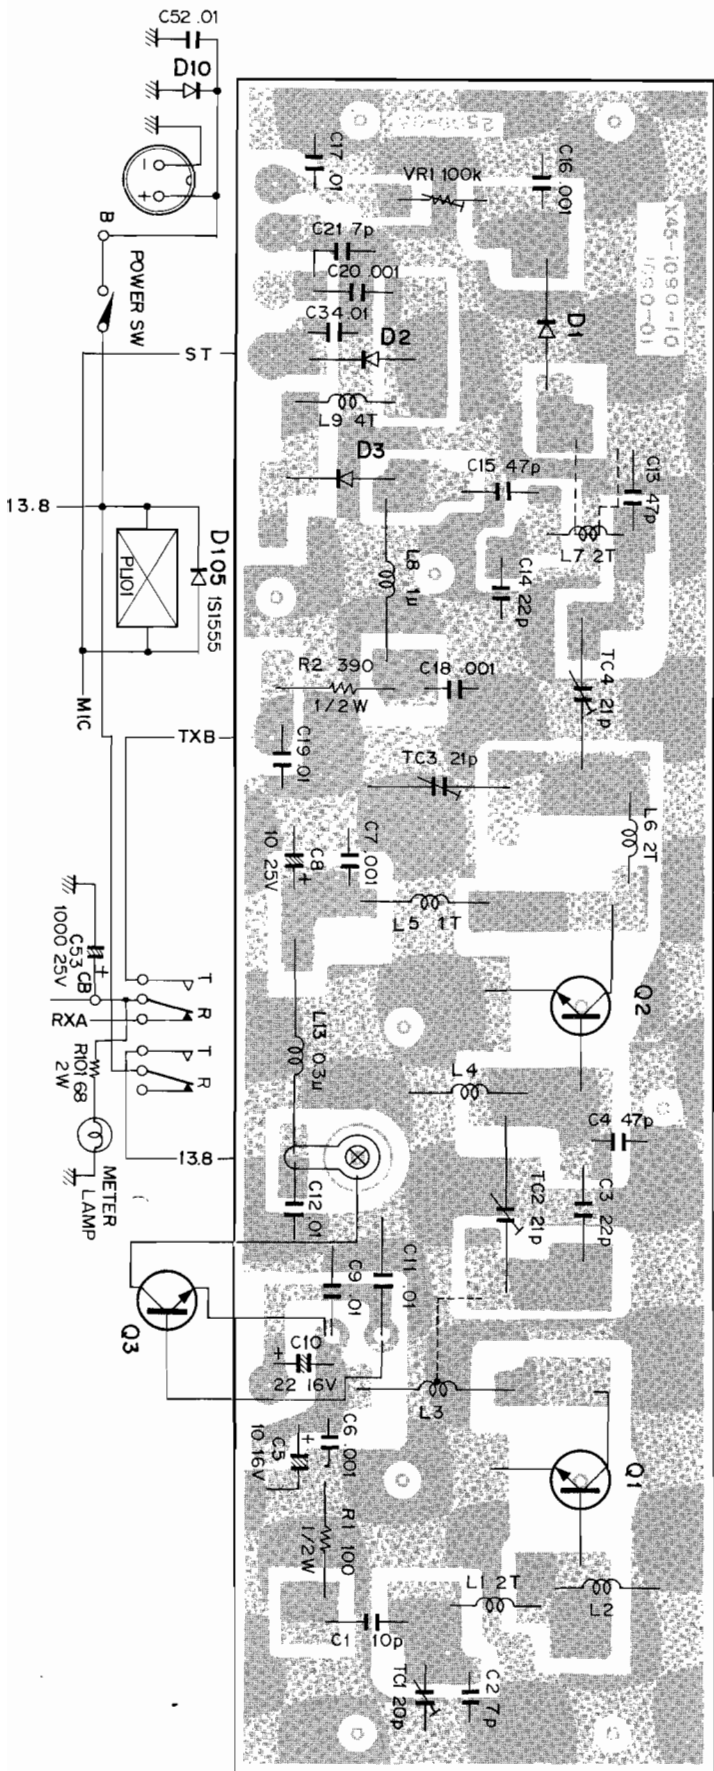 C52 .01
D10
−
+
B
POWER SW
ST
13.8
D105
1S1555
MIC
TXB
C53
1000 25V
+
CB
RXA
T
R
T
R
R101 68
2W
METER
LAMP
13.8
Q3
C17 .01
VR1 100k
C16 .001
X45-1090-10
C21 7p
C20 .001
C34 .01
D2
D1
L9 4T
D3
C15 47p
C13 47p
L7 2T
L8 1μ
C14 22p
R2 390
1/2W
C18 .001
TC4 21p
C19 .01
TC3 21p
L6 2T
C8
10 25V
+
C7 .001
L5 1T
Q2
L13 0.3μ
L4
C4 47p
C12 .01
TC2 21p
C3 22p
C11 .01
C9 .01
C10
+
22 16V
L3
C5
10 16V
+
C6 .001
Q1
R1 100
1/2W
L1 2T
L2
C1 10p
TC1 20p
C2 7p